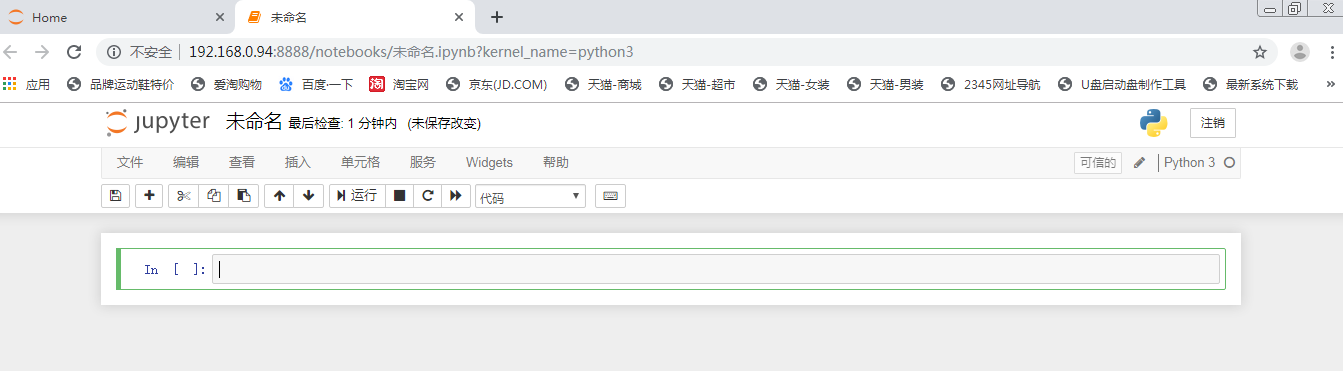 Home
未命名
不安全 192.168.0.94:8888/notebooks/未命名.ipynb?kernel_name=python3
应用 品牌运动鞋特价 爱淘购物 百度一下 淘 淘宝网 京东(JD.COM) 天猫-商城 天猫-超市 天猫-女装 天猫-男装 2345网址导航 U盘启动盘制作工具 最新系统下载 »
jupyter 未命名 最后检查: 1 分钟内 (未保存改变) 注销
文件 编辑 查看 插入 单元格 服务 Widgets 帮助 可信的 Python 3
运行 代码
In [ ]: